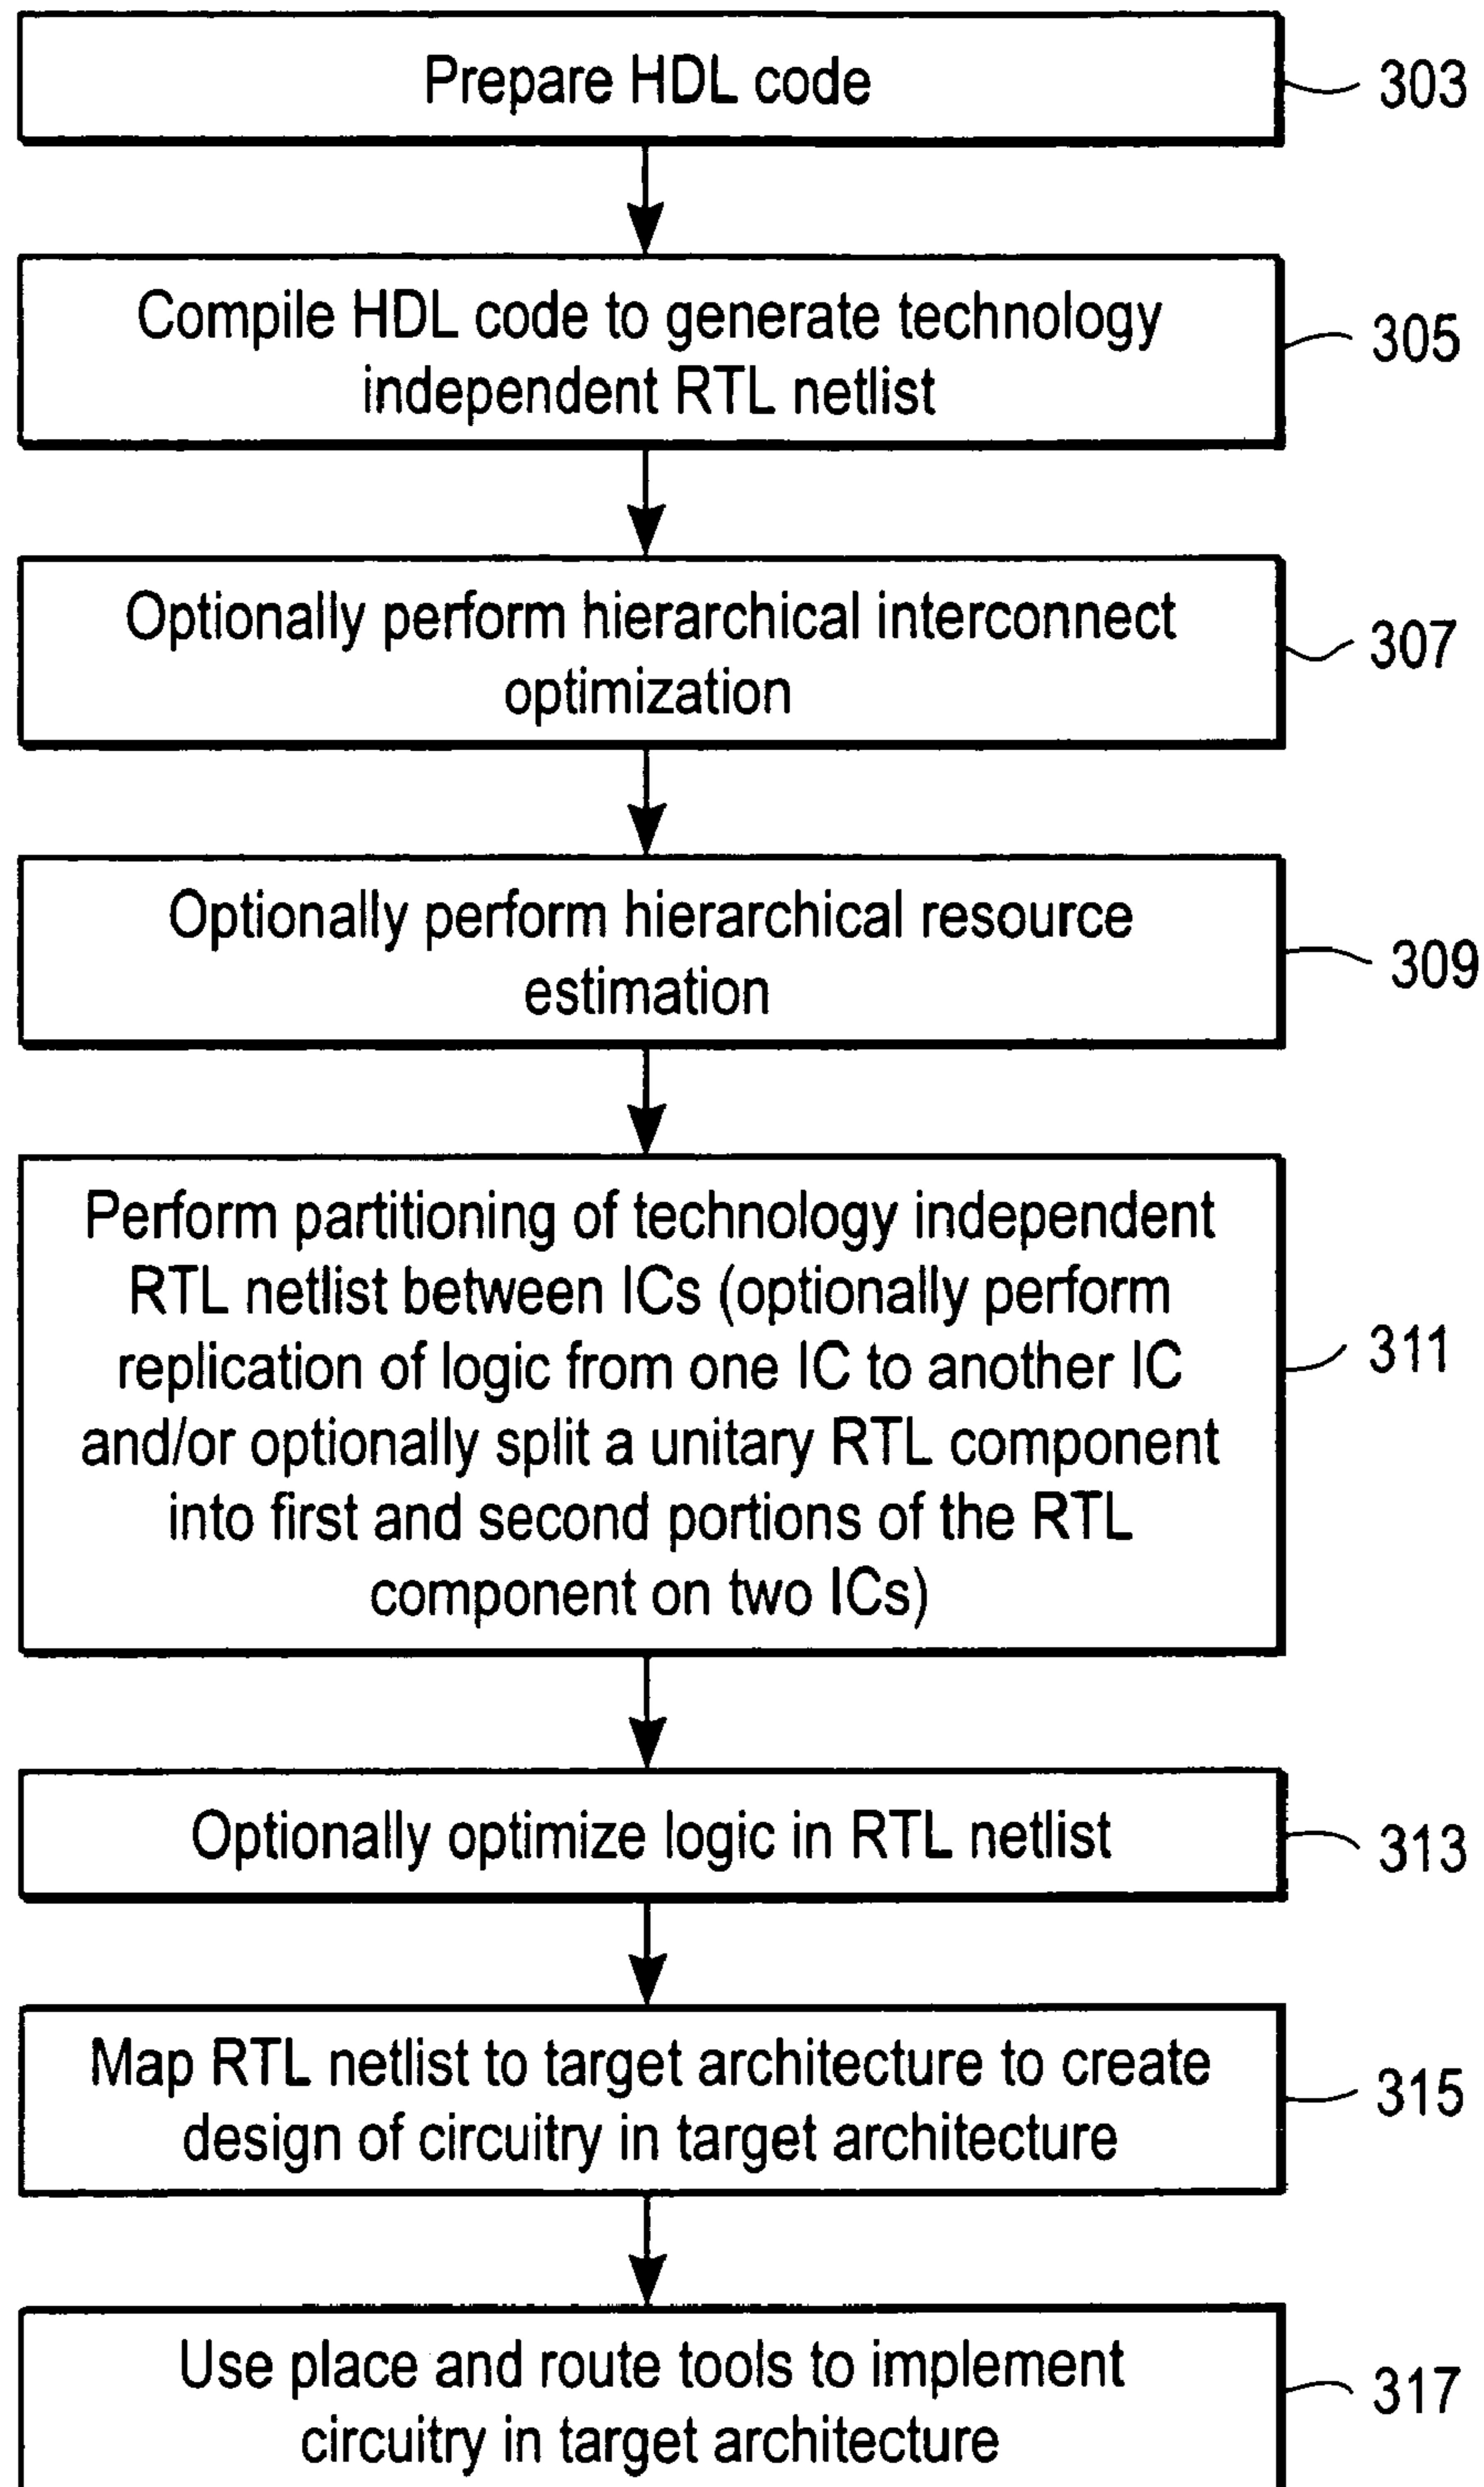 Prepare HDL code
303
Compile HDL code to generate technology
independent RTL netlist
305
Optionally perform hierarchical interconnect
optimization
307
Optionally perform hierarchical resource
estimation
309
Perform partitioning of technology independent
RTL netlist between ICs (optionally perform
replication of logic from one IC to another IC
and/or optionally split a unitary RTL component
into first and second portions of the RTL
component on two ICs)
311
Optionally optimize logic in RTL netlist
313
Map RTL netlist to target architecture to create
design of circuitry in target architecture
315
Use place and route tools to implement
circuitry in target architecture
317